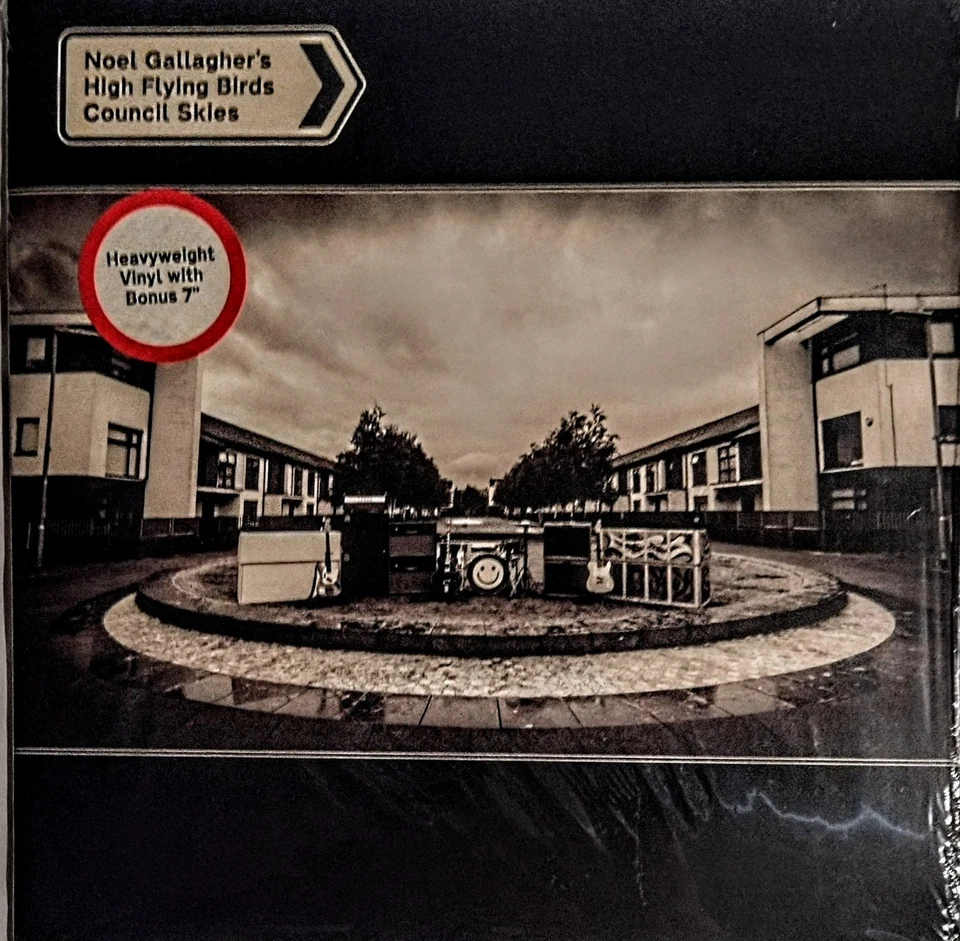 Noel Gallagher's
High Flying Birds
Council Skies
Heavyweight
Vinyl with
Bonus 7"